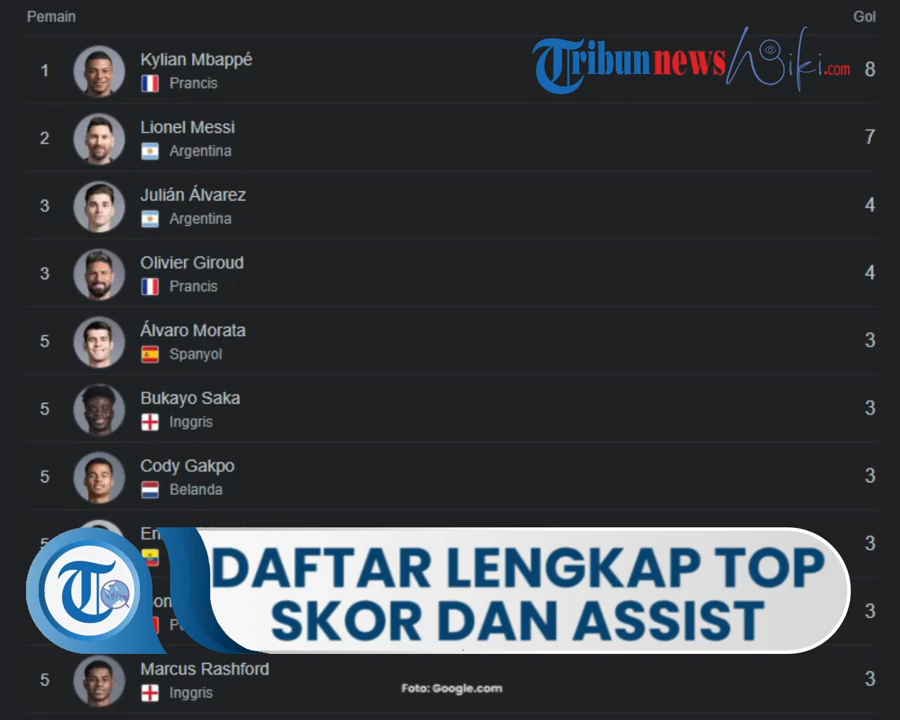 Pemain Gol
Tribunnewswiki.com
1 Kylian Mbappé 8
Prancis
2 Lionel Messi 7
Argentina
3 Julián Álvarez 4
Argentina
3 Olivier Giroud 4
Prancis
5 Álvaro Morata 3
Spanyol
5 Bukayo Saka 3
Inggris
5 Cody Gakpo 3
Belanda
5 3
DAFTAR LENGKAP TOP
SKOR DAN ASSIST
3
5 Marcus Rashford 3
Inggris
Foto: Google.com